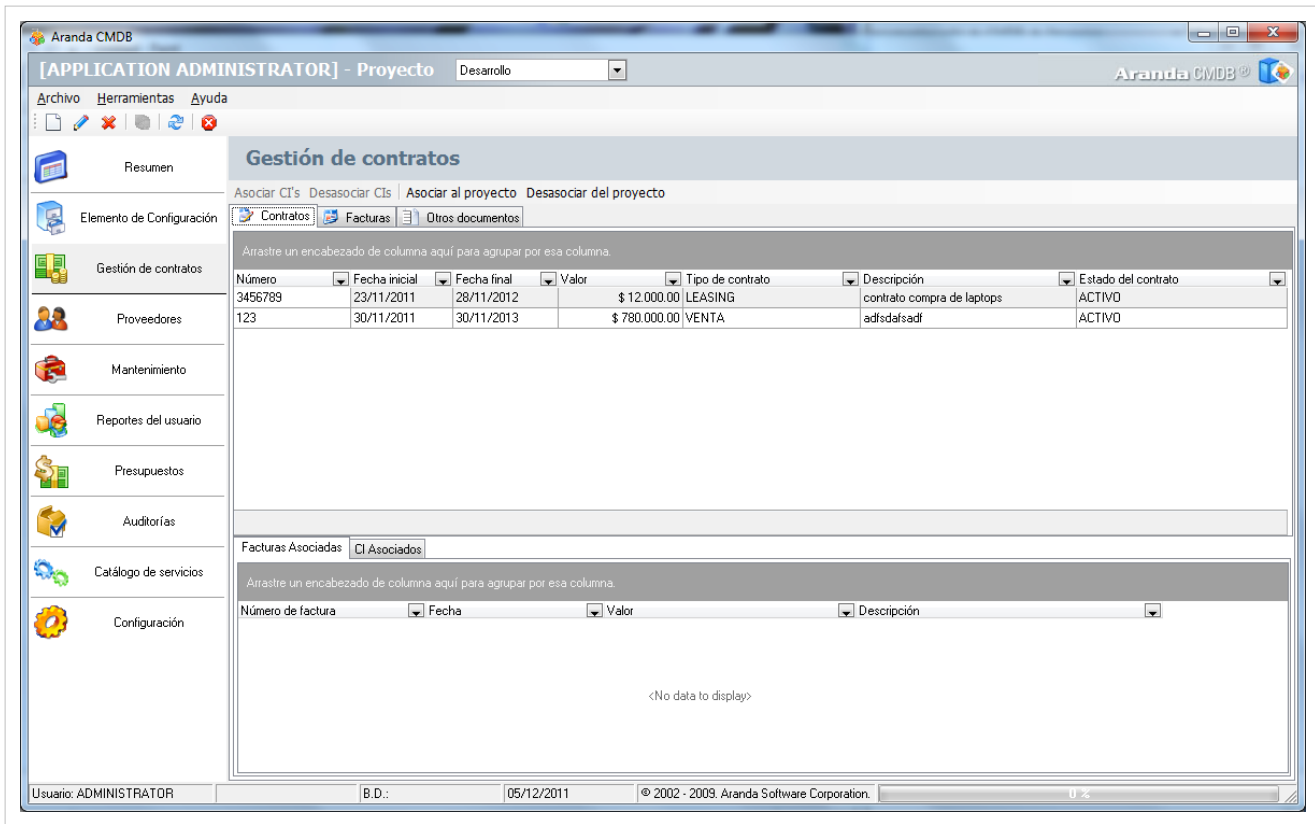 Aranda CMDB
[APPLICATION ADMINISTRATOR] - Proyecto Desarrollo Aranda CMDB®
Archivo Herramientas Ayuda
Resumen
Elemento de Configuración
Gestión de contratos
Proveedores
Mantenimiento
Reportes del usuario
Presupuestos
Auditorías
Catálogo de servicios
Configuración
Gestión de contratos
Asociar CI's Desasociar CIs Asociar al proyecto Desasociar del proyecto
Contratos Facturas Otros documentos
Arrastre un encabezado de columna aquí para agrupar por esa columna.
Número Fecha inicial Fecha final Valor Tipo de contrato Descripción Estado del contrato
3456789 23/11/2011 28/11/2012 $ 12.000.00 LEASING contrato compra de laptops ACTIVO
123 30/11/2011 30/11/2013 $ 780.000.00 VENTA adfsdafsadf ACTIVO
Facturas Asociadas CI Asociados
Arrastre un encabezado de columna aquí para agrupar por esa columna.
Número de factura Fecha Valor Descripción
<No data to display>
Usuario: ADMINISTRATOR B.D.: 05/12/2011 © 2002 - 2009. Aranda Software Corporation. 0 %